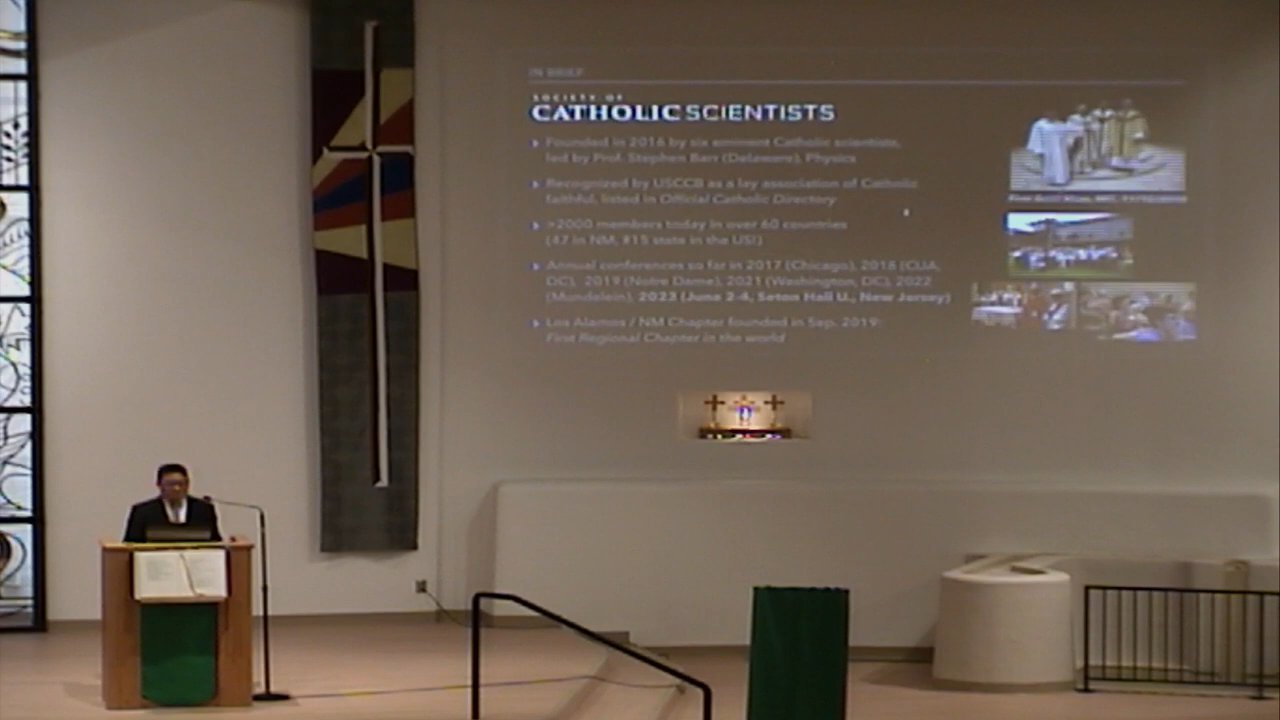 IN BRIEF
SOCIETY OF
CATHOLIC SCIENTISTS
Founded in 2016 by six eminent Catholic scientists,
led by Prof. Stephen Barr (Delaware), Physics
Recognized by USCCB as a lay association of Catholic
faithful, listed in Official Catholic Directory
>2000 members today in over 60 countries
(47 in NM, #15 state in the US!)
Annual conferences so far in 2017 (Chicago), 2018 (CUA,
DC), 2019 (Notre Dame), 2021 (Washington, DC), 2022
(Mundelein), 2023 (June 2-4, Seton Hall U., New Jersey)
Los Alamos / NM Chapter founded in Sep. 2019:
First Regional Chapter in the world